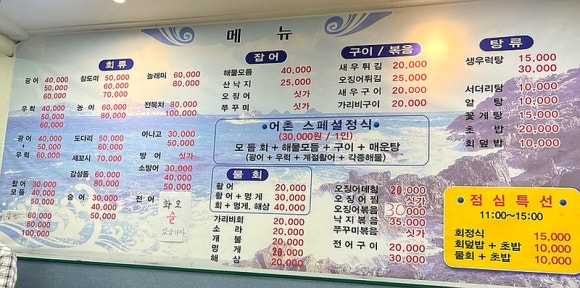 메 뉴
회 류
광 어 40,000
50,000
60,000
70,000
참도미 50,000
60,000
놀래미 60,000
80,000
우 럭 40,000
50,000
60,000
농 어 60,000
80,000
전복치 80,000
100,000
광어 40,000
+ 50,000
우럭 60,000
도다리 50,000
세꼬시 50,000
60,000
70,000
아나고 30,000
50,000
방 어 싯가
활어 40,000
모듬 50,000
60,000
80,000
100,000
감성돔 60,000
80,000
소방어 30,000
40,000
숭 어 30,000
50,000
전 어
잡 어
해물모듬 40,000
산 낙 지 25,000
오 징 어 싯가
쭈 꾸 미 싯가
구이 / 볶음
새 우 튀 김 20,000
오징어튀김 25,000
새 우 구 이 20,000
가리비구이 20,000
탕 류
생우럭탕 15,000
30,000
서더리탕 10,000
알 탕 10,000
꽃 게 탕 15,000
초 밥 20,000
회 덮 밥 10,000
어촌 스페셜정식
(30,000원 / 1인)
모 듬 회 + 해물모듬 + 구이 + 매운탕
(광어 + 우럭 + 계절활어 + 각종해물)
물 회
활어 20,000
활어 + 멍게 30,000
회 + 멍게, 해삼 40,000
가리비회 20,000
소 라 20,000
개 불 20,000
멍 게 20,000
해 삼 20,000
오징어데침 20,000
오 징 어 찜 싯가
오징어볶음 30,000
낙 지 볶 음 35,000
쭈꾸미볶음 싯가
전 어 구 이 싯가
점 심 특 선
11:00~15:00
회정식 15,000
회덮밥 + 초밥 10,000
물회 + 초밥 10,000